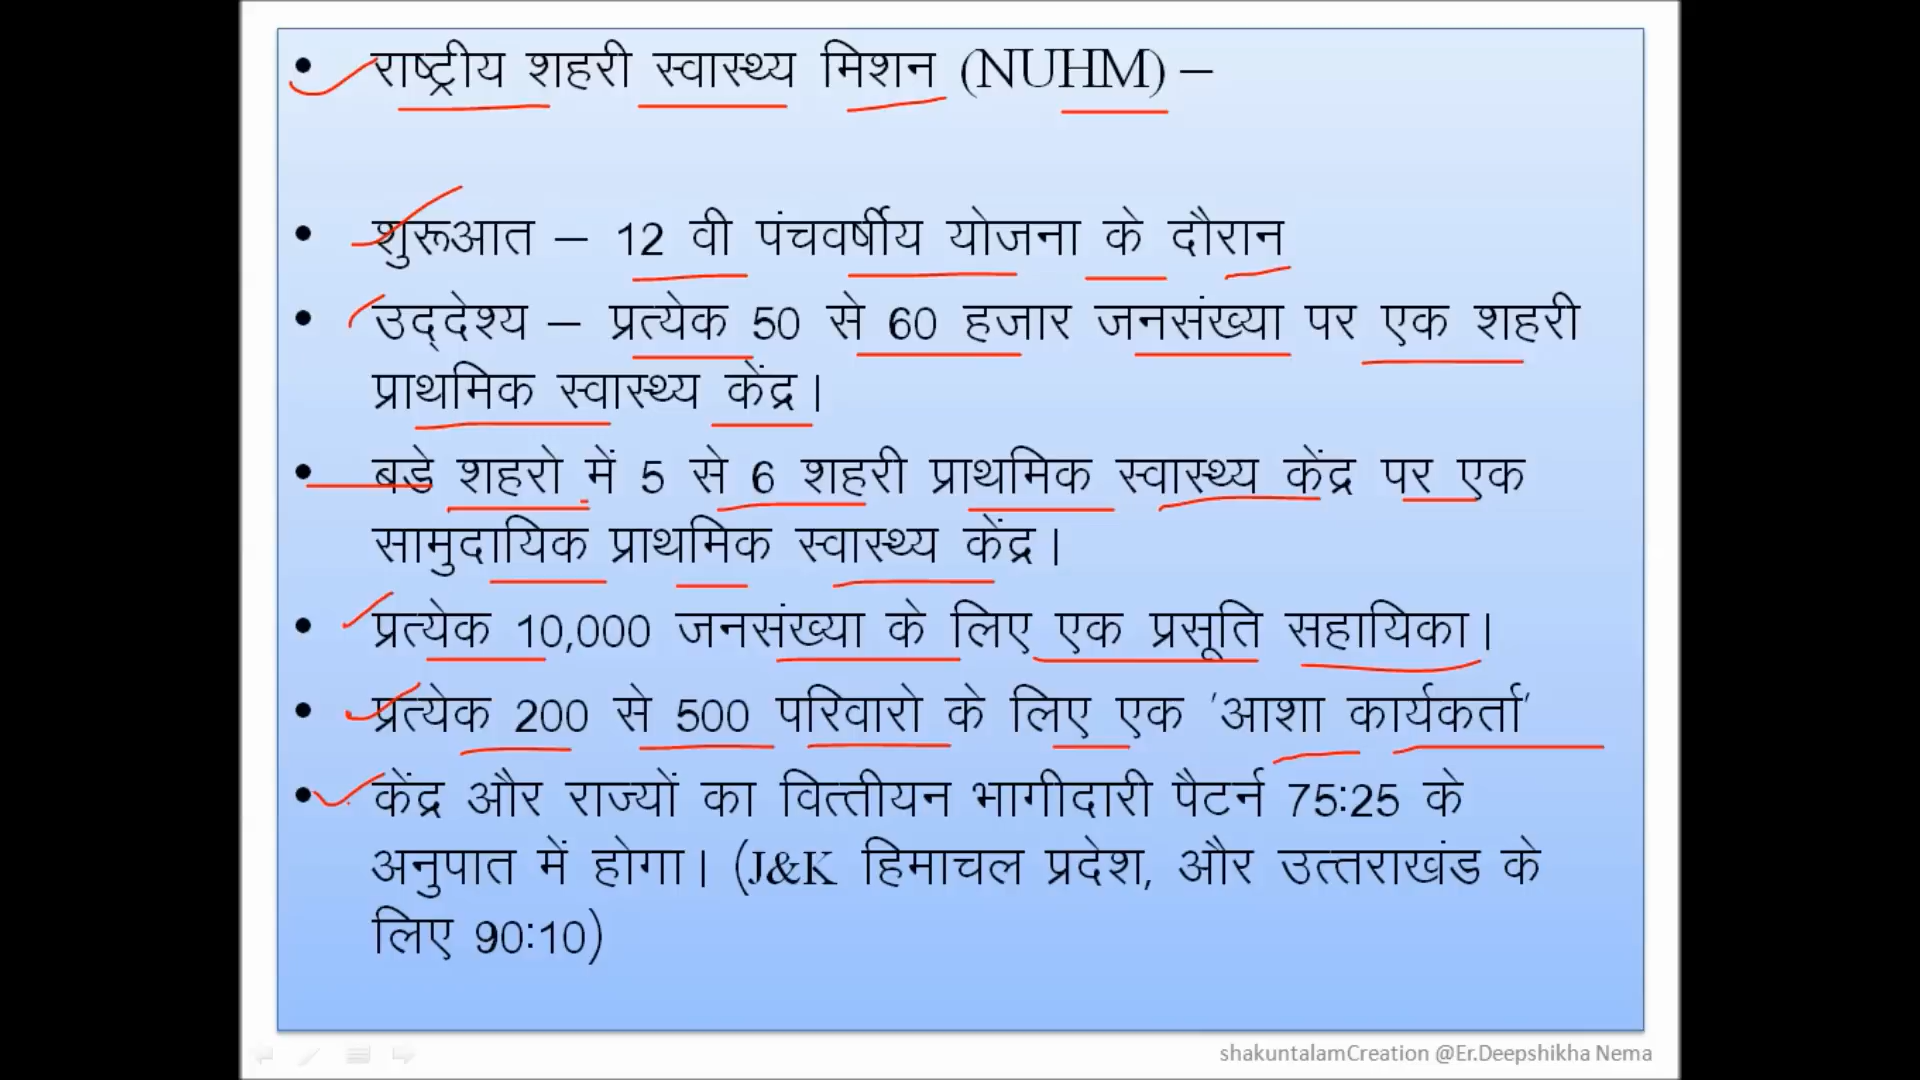 • राष्ट्रीय शहरी स्वास्थ्य मिशन (NUHM) –
• शुरूआत – 12 वी पंचवर्षीय योजना के दौरान
• उद्देश्य – प्रत्येक 50 से 60 हजार जनसंख्या पर एक शहरी
प्राथमिक स्वास्थ्य केंद्र।
• बडे शहरो में 5 से 6 शहरी प्राथमिक स्वास्थ्य केंद्र पर एक
सामुदायिक प्राथमिक स्वास्थ्य केंद्र।
• प्रत्येक 10,000 जनसंख्या के लिए एक प्रसूति सहायिका।
• प्रत्येक 200 से 500 परिवारो के लिए एक 'आशा कार्यकर्ता'
• केंद्र और राज्यों का वित्तीयन भागीदारी पैटर्न 75:25 के
अनुपात में होगा। (J&K हिमाचल प्रदेश, और उत्तराखंड के
लिए 90:10)
shakuntalamCreation @Er.Deepshikha Nema